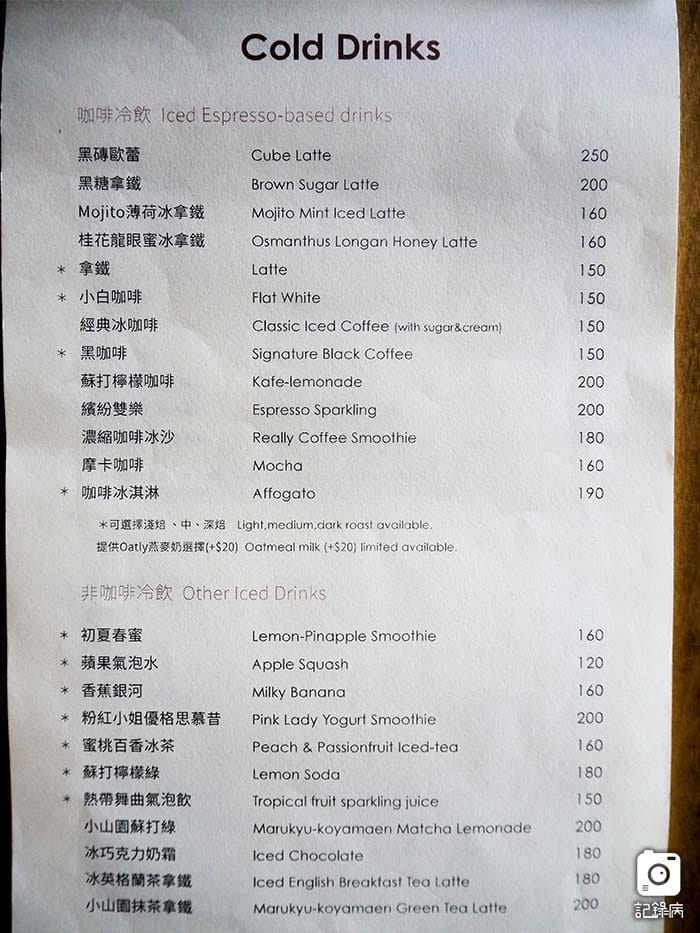 Cold Drinks
咖啡冷飲 Iced Espresso-based drinks
黑磚歐蕾 Cube Latte 250
黑糖拿鐵 Brown Sugar Latte 200
Mojito薄荷冰拿鐵 Mojito Mint Iced Latte 160
桂花龍眼蜜冰拿鐵 Osmanthus Longan Honey Latte 160
* 拿鐵 Latte 150
* 小白咖啡 Flat White 150
經典冰咖啡 Classic Iced Coffee (with sugar&cream) 150
* 黑咖啡 Signature Black Coffee 150
蘇打檸檬咖啡 Kafe-lemonade 200
繽紛雙樂 Espresso Sparkling 200
濃縮咖啡冰沙 Really Coffee Smoothie 180
摩卡咖啡 Mocha 160
* 咖啡冰淇淋 Affogato 190
*可選擇淺焙、中、深焙 Light,medium,dark roast available.
提供Oatly燕麥奶選擇(+$20) Oatmeal milk (+$20) limited available.
非咖啡冷飲 Other Iced Drinks
* 初夏春蜜 Lemon-Pinapple Smoothie 160
* 蘋果氣泡水 Apple Squash 120
* 香蕉銀河 Milky Banana 160
* 粉紅小姐優格思慕昔 Pink Lady Yogurt Smoothie 200
* 蜜桃百香冰茶 Peach & Passionfruit Iced-tea 160
* 蘇打檸檬綠 Lemon Soda 180
* 熱帶舞曲氣泡飲 Tropical fruit sparkling juice 150
小山園蘇打綠 Marukyu-koyamaen Matcha Lemonade 200
冰巧克力奶霜 Iced Chocolate 180
冰英格蘭茶拿鐵 Iced English Breakfast Tea Latte 180
小山園抹茶拿鐵 Marukyu-koyamaen Green Tea Latte 200
記錄病